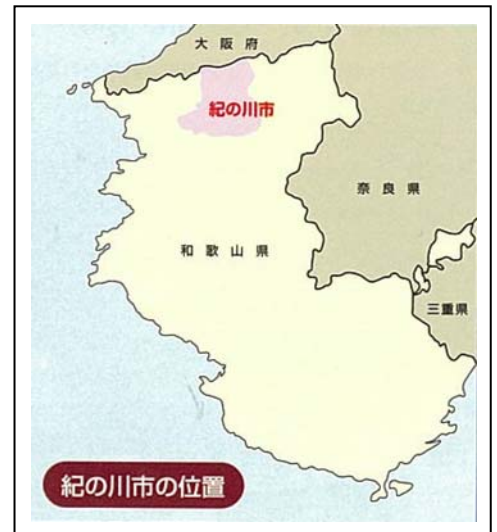 大阪府
紀の川市
奈良県
和歌山県
三重県
紀の川市の位置